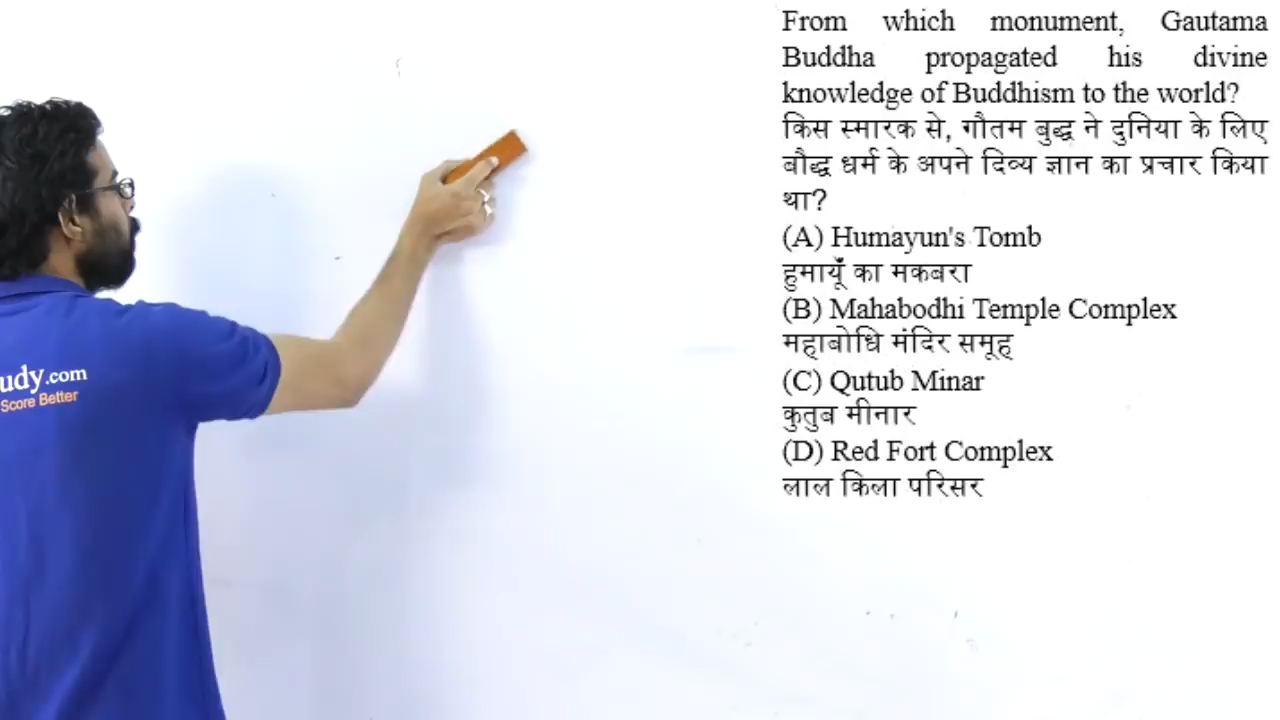 From which monument, Gautama
Buddha propagated his divine
knowledge of Buddhism to the world?
किस स्मारक से, गौतम बुद्ध ने दुनिया के लिए
बौद्ध धर्म के अपने दिव्य ज्ञान का प्रचार किया
था?
(A) Humayun's Tomb
हुमायूँ का मकबरा
(B) Mahabodhi Temple Complex
महाबोधि मंदिर समूह
(C) Qutub Minar
कुतुब मीनार
(D) Red Fort Complex
लाल किला परिसर
udy.com
Score Better